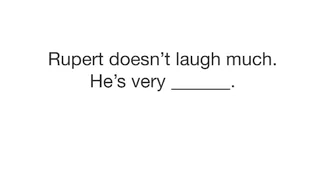 Rupert doesn’t laugh much.
He’s very ______.